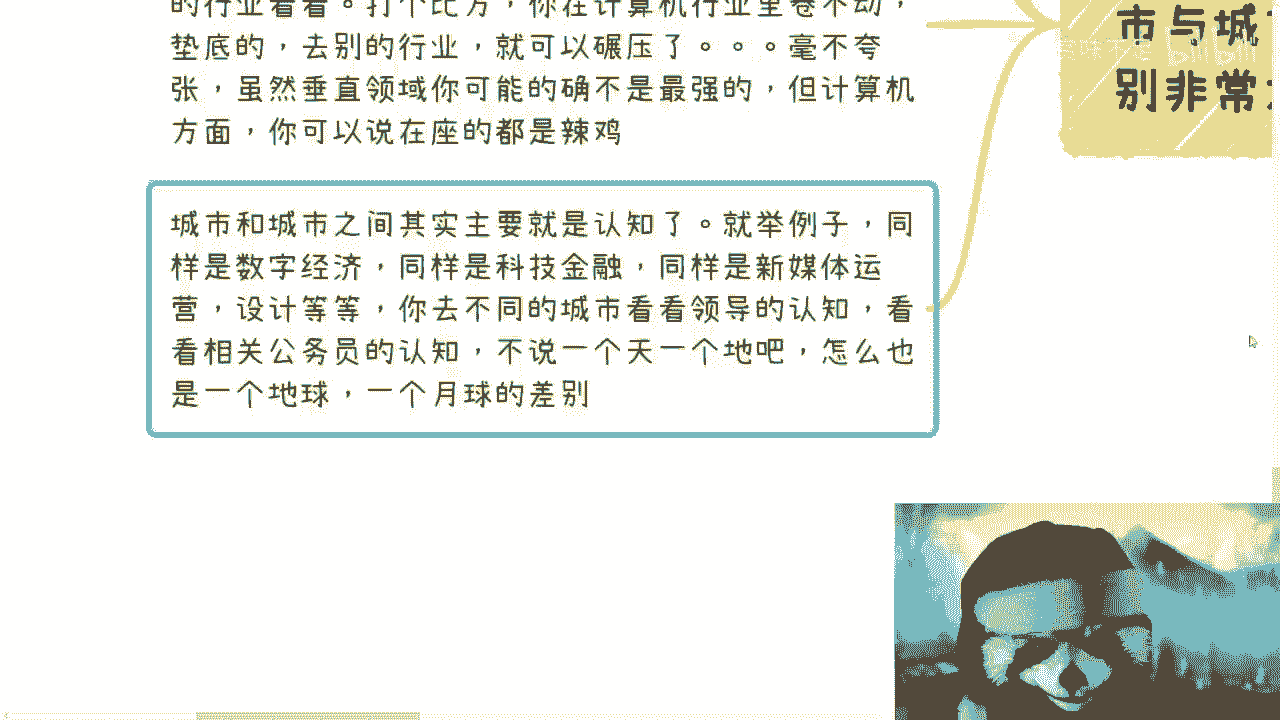 的行业看看。打个比方，你在计算机行业里卷不动，
垫底的，去别的行业，就可以碾压了。。。毫不夸
张，虽然垂直领域你可能的确不是最强的，但计算机
方面，你可以说在座的都是辣鸡
城市和城市之间其实主要就是认知了。就举例子，同
样是数字经济，同样是科技金融，同样是新媒体运
营，设计等等，你去不同的城市看看领导的认知，看
看相关公务员的认知，不说一个天一个地吧，怎么也
是一个地球，一个月球的差别
市与城
别非常
bilibili